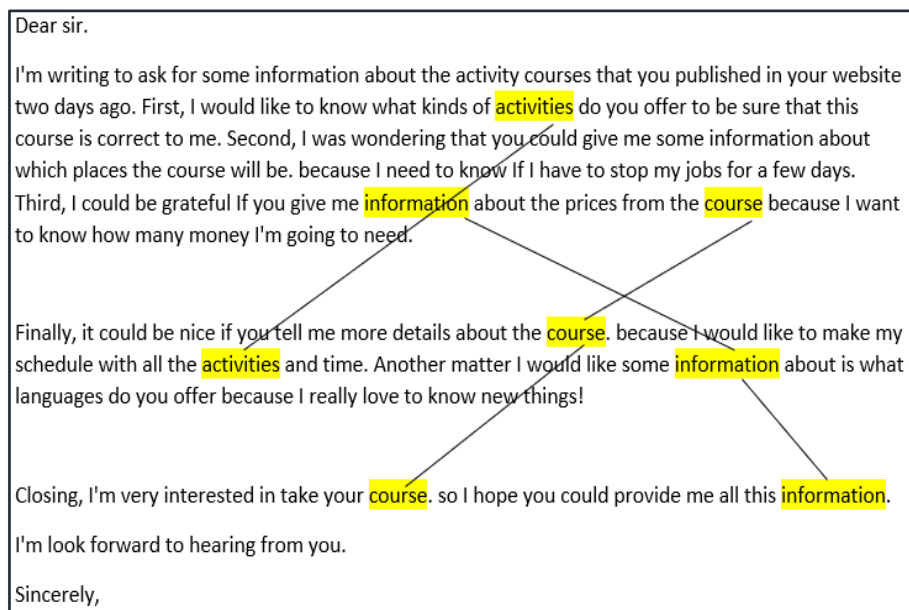 Dear sir.
I'm writing to ask for some information about the activity courses that you published in your website
two days ago. First, I would like to know what kinds of activities do you offer to be sure that this
course is correct to me. Second, I was wondering that you could give me some information about
which places the course will be. because I need to know If I have to stop my jobs for a few days.
Third, I could be grateful If you give me information about the prices from the course because I want
to know how many money I'm going to need.
Finally, it could be nice if you tell me more details about the course. because I would like to make my
schedule with all the activities and time. Another matter I would like some information about is what
languages do you offer because I really love to know new things!
Closing, I'm very interested in take your course. so I hope you could provide me all this information.
I'm look forward to hearing from you.
Sincerely,